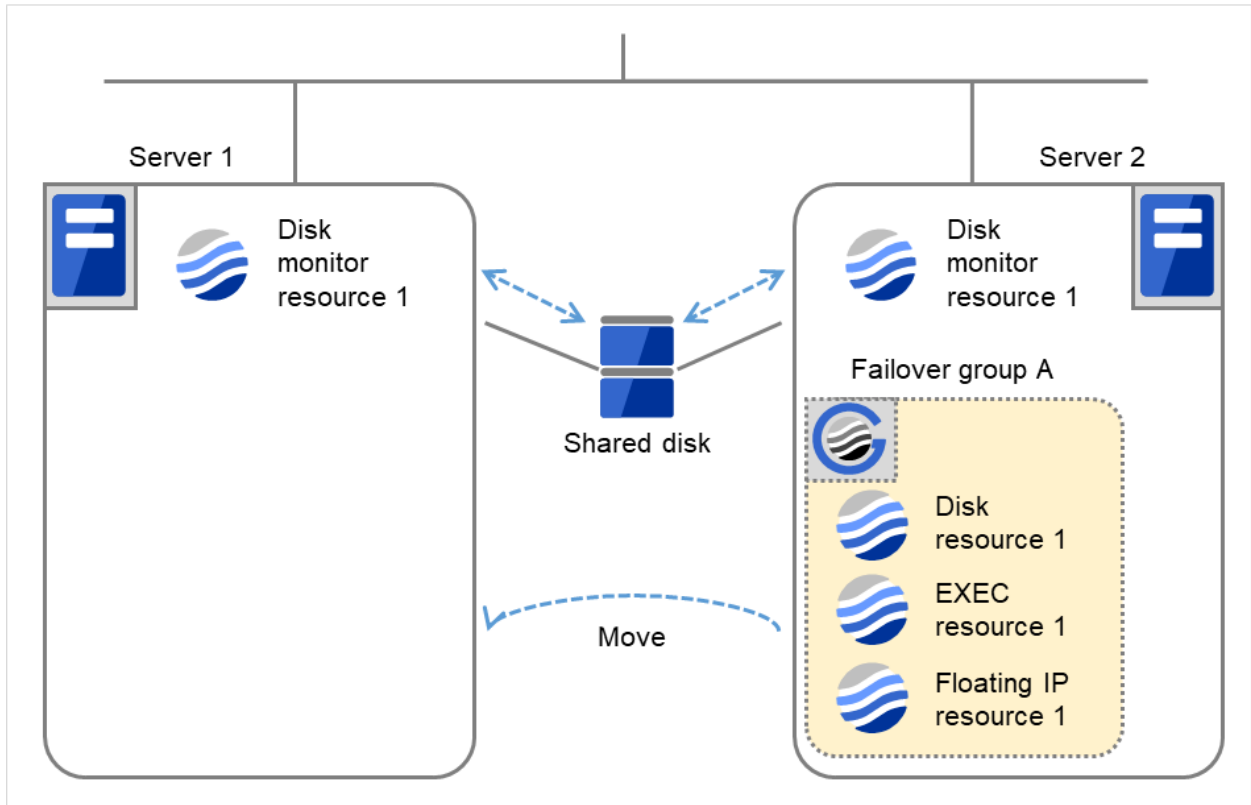 Server 1
Server 2
Disk
monitor
resource 1
Disk
monitor
resource 1
Shared disk
Failover group A
Disk
resource 1
EXEC
resource 1
Floating IP
resource 1
Move